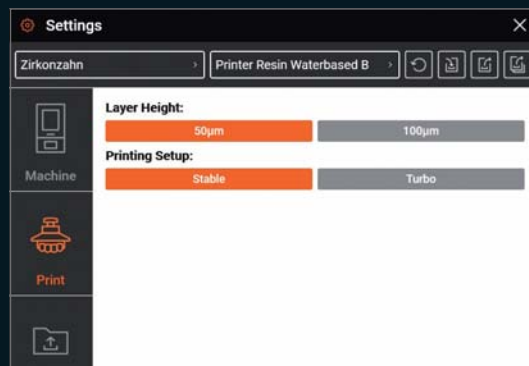 Settings
Zirkonzahn
Printer Resin Waterbased B
Layer Height:
50µm
100µm
Printing Setup:
Stable
Turbo
Machine
Print